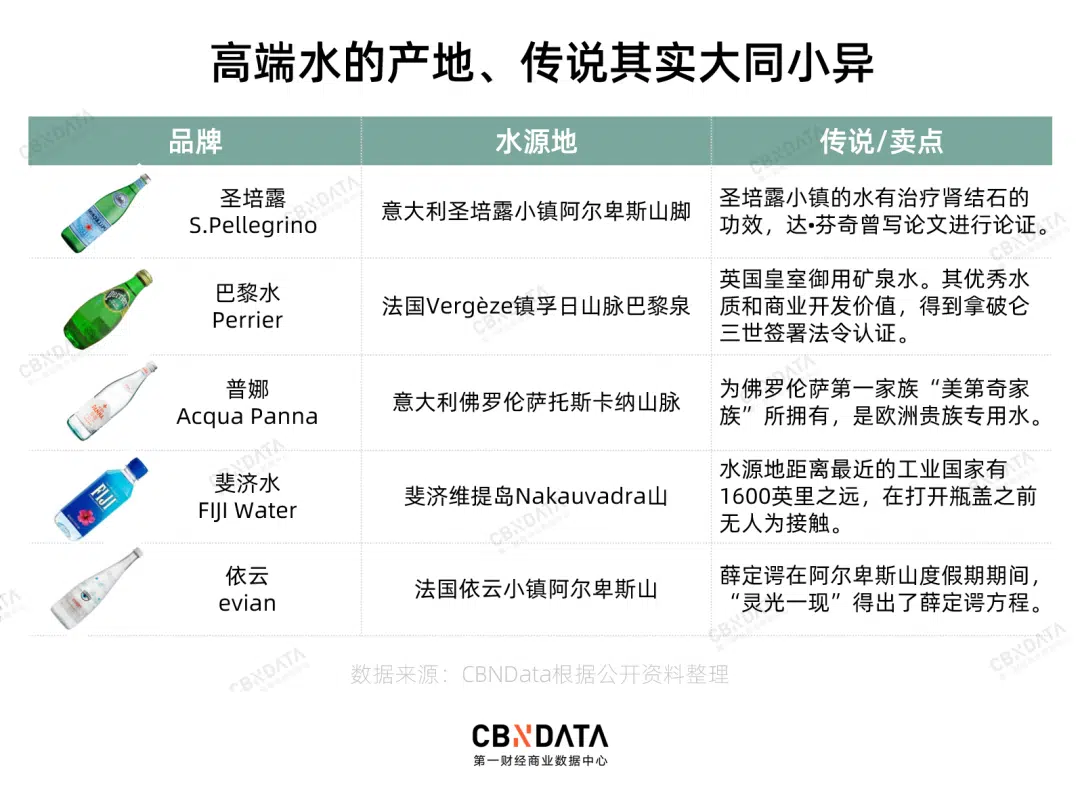 高端水的产地、传说其实大同小异
品牌 水源地 传说/卖点
圣培露
S.Pellegrino
意大利圣培露小镇阿尔卑斯山脚
圣培露小镇的水有治疗肾结石的
功效，达•芬奇曾写论文进行论证。
巴黎水
Perrier
法国Vergèze镇孚日山脉巴黎泉
英国皇室御用矿泉水。其优秀水
质和商业开发价值，得到拿破仑
三世签署法令认证。
普娜
Acqua Panna
意大利佛罗伦萨托斯卡纳山脉
为佛罗伦萨第一家族“美第奇家
族”所拥有，是欧洲贵族专用水。
FIJI
斐济水
FIJI Water
斐济维提岛Nakauvadra山
水源地距离最近的工业国家有
1600英里之远，在打开瓶盖之前
无人为接触。
依云
evian
法国依云小镇阿尔卑斯山
薛定谔在阿尔卑斯山度假期期间，
“灵光一现”得出了薛定谔方程。
数据来源：CBNData根据公开资料整理
CBNDATA
第一财经商业数据中心